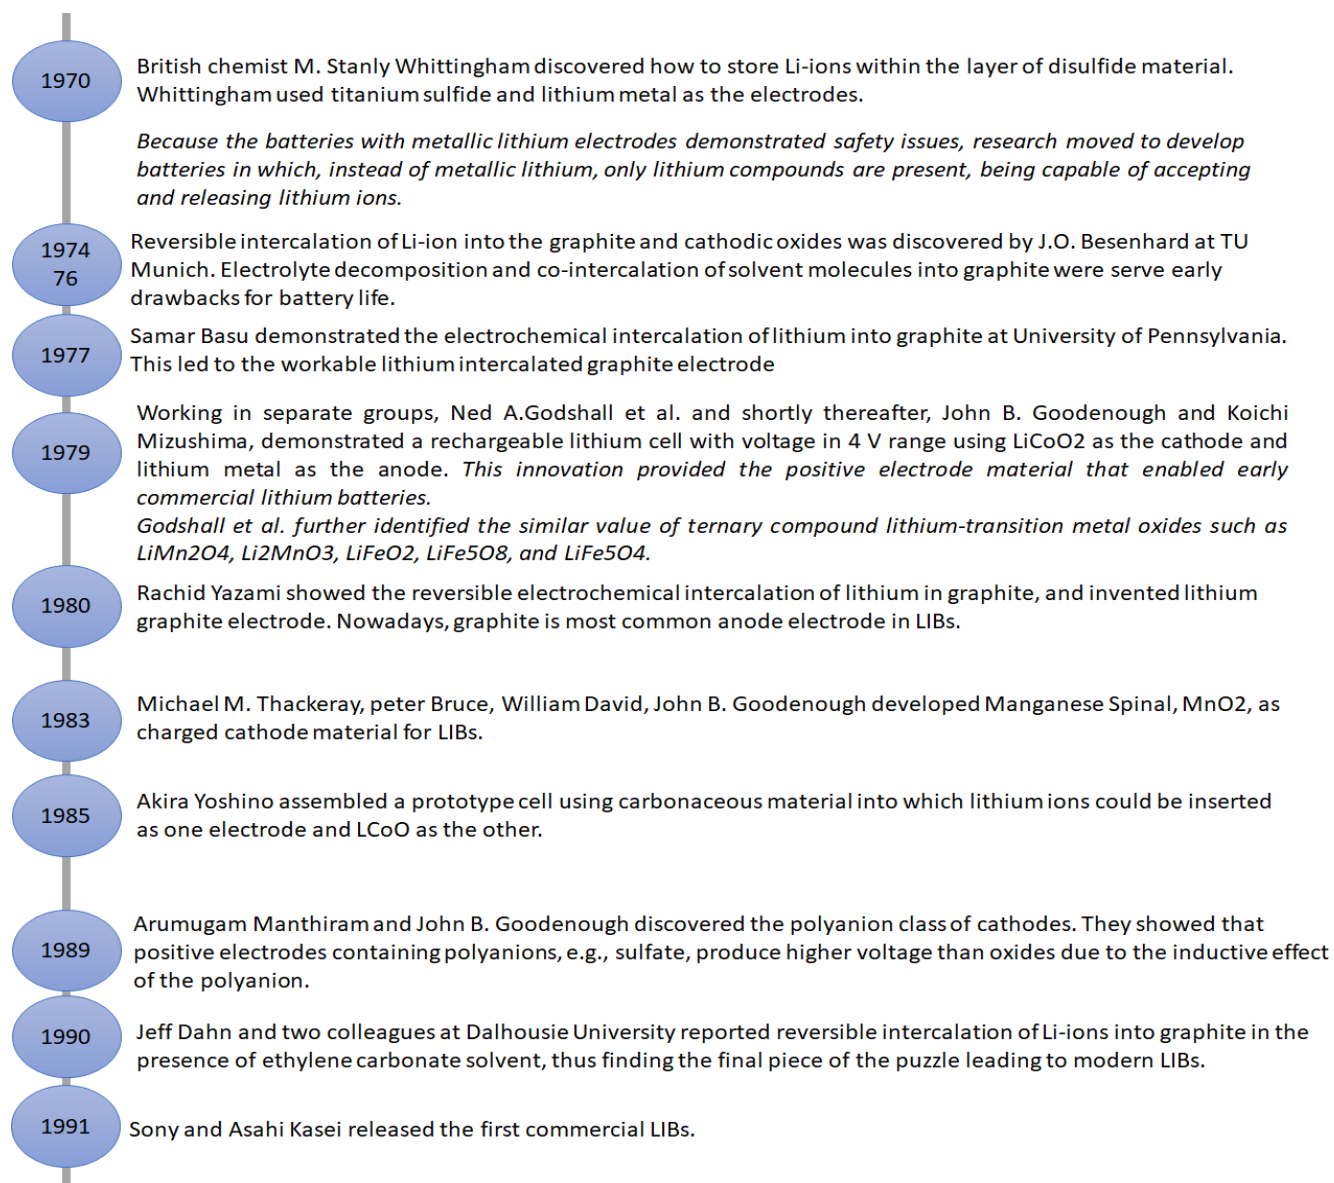 1970
British chemist M. Stanly Whittingham discovered how to store Li-ions within the layer of disulfide material.
Whittingham used titanium sulfide and lithium metal as the electrodes.
Because the batteries with metallic lithium electrodes demonstrated safety issues, research moved to develop
batteries in which, instead of metallic lithium, only lithium compounds are present, being capable of accepting
and releasing lithium ions.
1974
76
Reversible intercalation of Li-ion into the graphite and cathodic oxides was discovered by J.O. Besenhard at TU
Munich. Electrolyte decomposition and co-intercalation of solvent molecules into graphite were serve early
drawbacks for battery life.
1977
Samar Basu demonstrated the electrochemical intercalation of lithium into graphite at University of Pennsylvania.
This led to the workable lithium intercalated graphite electrode
1979
Working in separate groups, Ned A.Godshall et al. and shortly thereafter, John B. Goodenough and Koichi
Mizushima, demonstrated a rechargeable lithium cell with voltage in 4 V range using LiCoO2 as the cathode and
lithium metal as the anode. This innovation provided the positive electrode material that enabled early
commercial lithium batteries.
Godshall et al. further identified the similar value of ternary compound lithium-transition metal oxides such as
LiMn2O4, Li2MnO3, LiFeO2, LiFe5O8, and LiFe5O4.
1980
Rachid Yazami showed the reversible electrochemical intercalation of lithium in graphite, and invented lithium
graphite electrode. Nowadays, graphite is most common anode electrode in LIBs.
1983
Michael M. Thackeray, peter Bruce, William David, John B. Goodenough developed Manganese Spinal, MnO2, as
charged cathode material for LIBs.
1985
Akira Yoshino assembled a prototype cell using carbonaceous material into which lithium ions could be inserted
as one electrode and LCoO as the other.
1989
Arumugam Manthiram and John B. Goodenough discovered the polyanion class of cathodes. They showed that
positive electrodes containing polyanions, e.g., sulfate, produce higher voltage than oxides due to the inductive effect
of the polyanion.
1990
Jeff Dahn and two colleagues at Dalhousie University reported reversible intercalation of Li-ions into graphite in the
presence of ethylene carbonate solvent, thus finding the final piece of the puzzle leading to modern LIBs.
1991
Sony and Asahi Kasei released the first commercial LIBs.